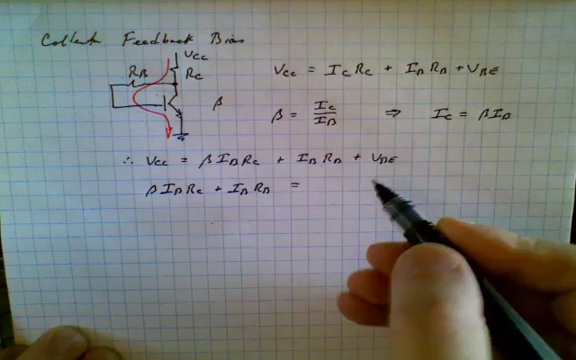 Collector Feedback Bias
VCC
RB
RC
β
VCC = IC RC + IB RB + VBE
β = IC / IB ⇒ IC = β IB
∴ VCC = β IB RC + IB RB + VBE
β IB RC + IB RB =